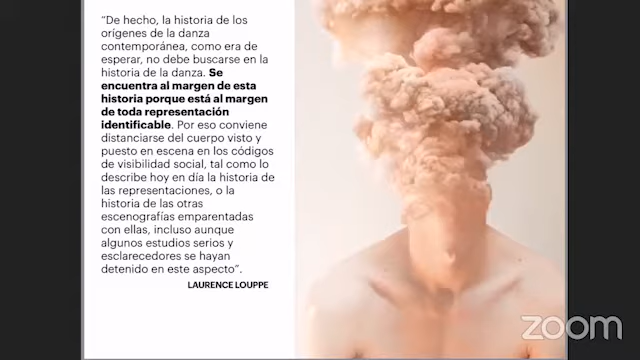 “De hecho, la historia de los
orígenes de la danza
contemporánea, como era de
esperar, no debe buscarse en la
historia de la danza. Se
encuentra al margen de esta
historia porque está al margen
de toda representación
identificable. Por eso conviene
distanciarse del cuerpo visto y
puesto en escena en los códigos
de visibilidad social, tal como lo
describe hoy en día la historia de
las representaciones, o la
historia de las otras
escenografías emparentadas
con ellas, incluso aunque
algunos estudios serios y
esclarecedores se hayan
detenido en este aspecto”.
LAURENCE LOUPPE
zoom